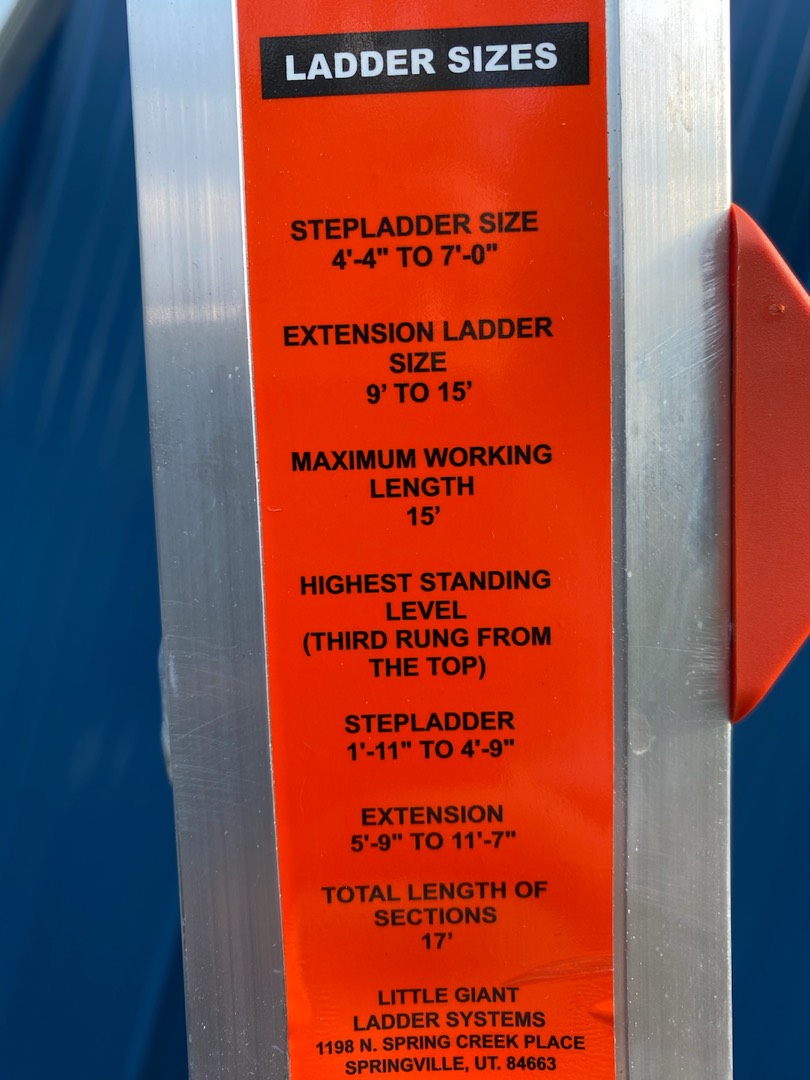 LADDER SIZES
STEPLADDER SIZE
4'-4" TO 7'-0"
EXTENSION LADDER
SIZE
9’ TO 15’
MAXIMUM WORKING
LENGTH
15’
HIGHEST STANDING
LEVEL
(THIRD RUNG FROM
THE TOP)
STEPLADDER
1'-11" TO 4'-9"
EXTENSION
5'-9" TO 11'-7"
TOTAL LENGTH OF
SECTIONS
17’
LITTLE GIANT
LADDER SYSTEMS
1198 N. SPRING CREEK PLACE
SPRINGVILLE, UT. 84663